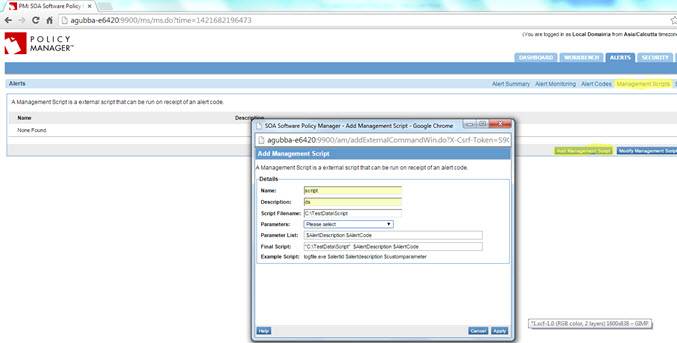 PM: SOA Software Policy
agubba-e6420:9900/ms/ms.do?time=1421682196473
POLICY
MANAGER™
(You are logged in as Local Domain\a from Asia/Calcutta timezone
DASHBOARD WORKBENCH ALERTS SECURITY
Alerts
Alert Summary Alert Monitoring Alert Codes Management Scripts
A Management Script is a external script that can be run on receipt of an alert code.
Name Description
None Found.
Add Management Script Modify Management Script
SOA Software Policy Manager - Add Management Script - Google Chrome
agubba-e6420:9900/am/addExternalCommandWin.do?X-Csrf-Token=S9
Add Management Script
A Management Script is a external script that can be run on receipt of an alert code.
Details
Name: script
Description: ds
Script Filename: C:\TestData\Script
Parameters: Please select
Parameter List: $AlertDescription $AlertCode
Final Script: "C:\TestData\Script" $AlertDescription $AlertCode
Example Script: logfile.exe $alertid $alertdescription $customparameter
Help Cancel Apply
*1.xcf-1.0 (RGB color, 2 layers) 1600x838 – GIMP